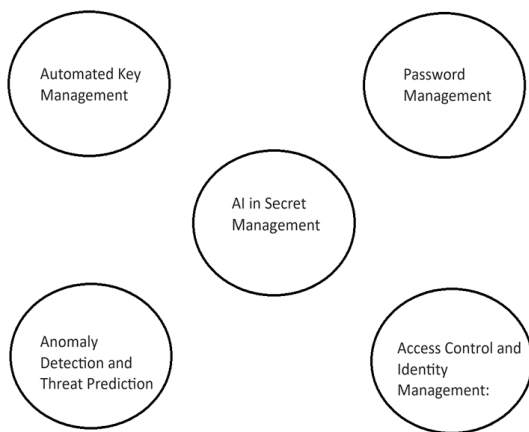 Automated Key
Management
Password
Management
AI in Secret
Management
Anomaly
Detection and
Threat Prediction
Access Control and
Identity
Management: